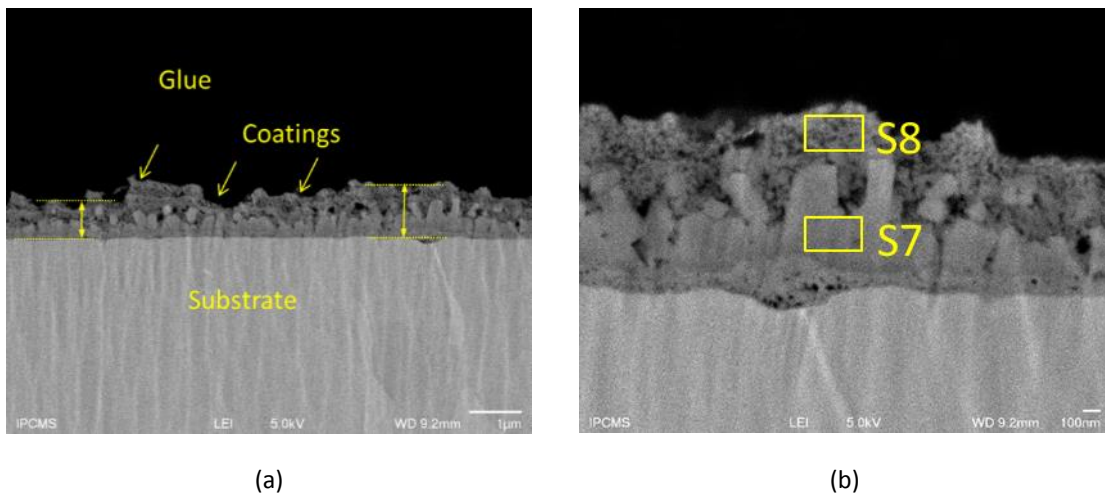 Glue
Coatings
Substrate
IPCMS LEI 5.0kV WD 9.2mm 1µm
(a)
S8
S7
IPCMS LEI 5.0kV WD 9.2mm 100nm
(b)